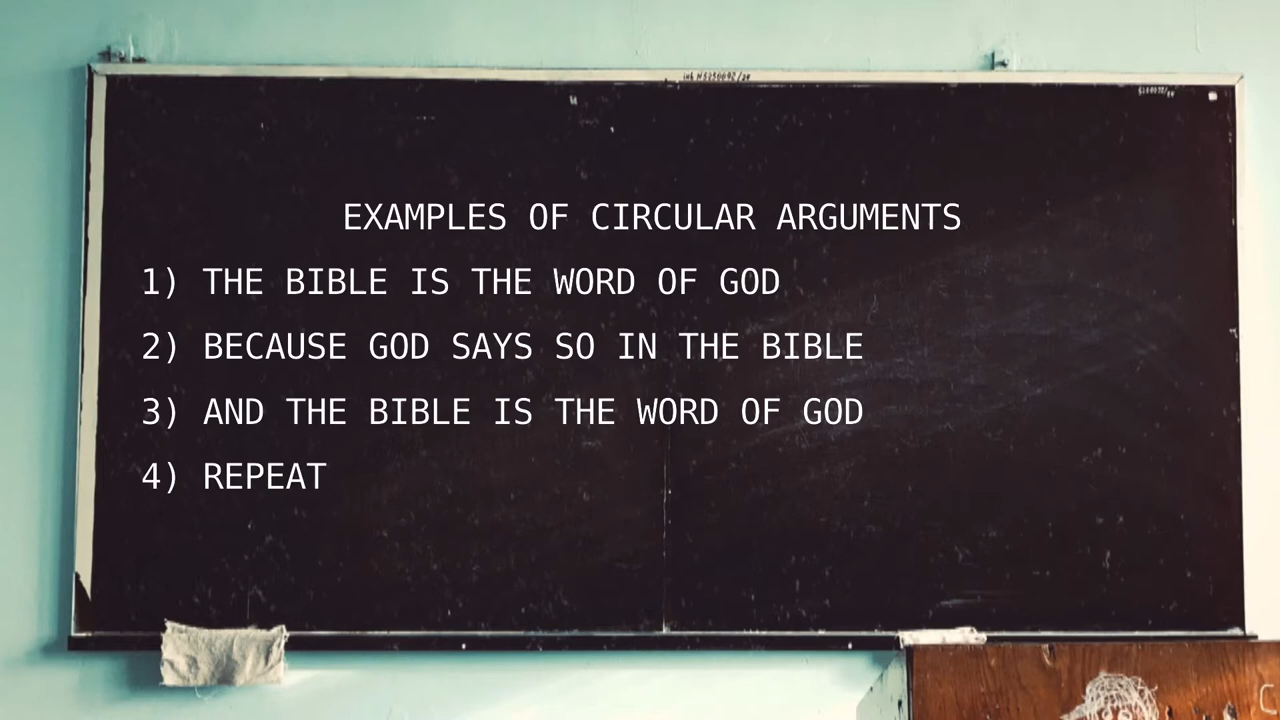 EXAMPLES OF CIRCULAR ARGUMENTS
1) THE BIBLE IS THE WORD OF GOD
2) BECAUSE GOD SAYS SO IN THE BIBLE
3) AND THE BIBLE IS THE WORD OF GOD
4) REPEAT